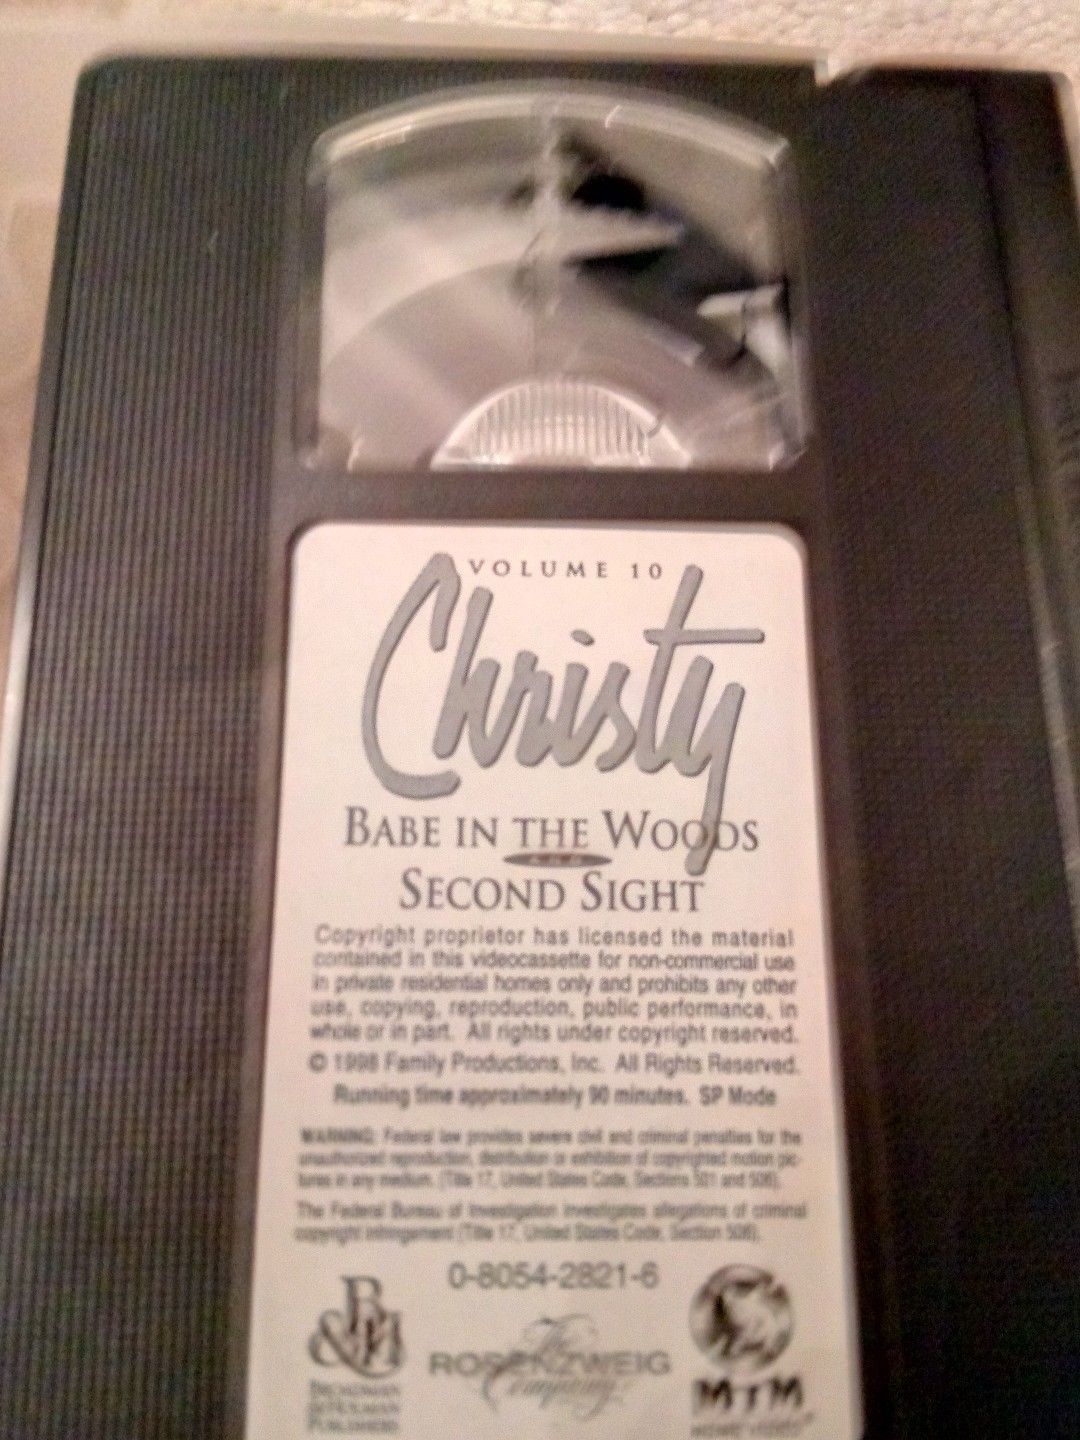 VOLUME 10
Christy
BABE IN THE WOODS
AND
SECOND SIGHT
Copyright proprietor has licensed the material
contained in this videocassette for non-commercial use
in private residential homes only and prohibits any other
use, copying, reproduction, public performance, in
whole or in part. All rights under copyright reserved.
© 1998 Family Productions, Inc. All Rights Reserved.
Running time approximately 90 minutes. SP Mode
WARNING: Federal law provides severe civil and criminal penalties for the
unauthorized reproduction, distribution or exhibition of copyrighted motion pic-
tures in any medium. (Title 17, United States Code, Sections 501 and 506).
The Federal Bureau of Investigation investigates allegations of criminal
copyright infringement (Title 17, United States Code, Section 506).
0-8054-2821-6
B&H
BROADMAN
& HOLMAN
PUBLISHERS
The
ROSENZWEIG
Company
MTM
HOME VIDEO